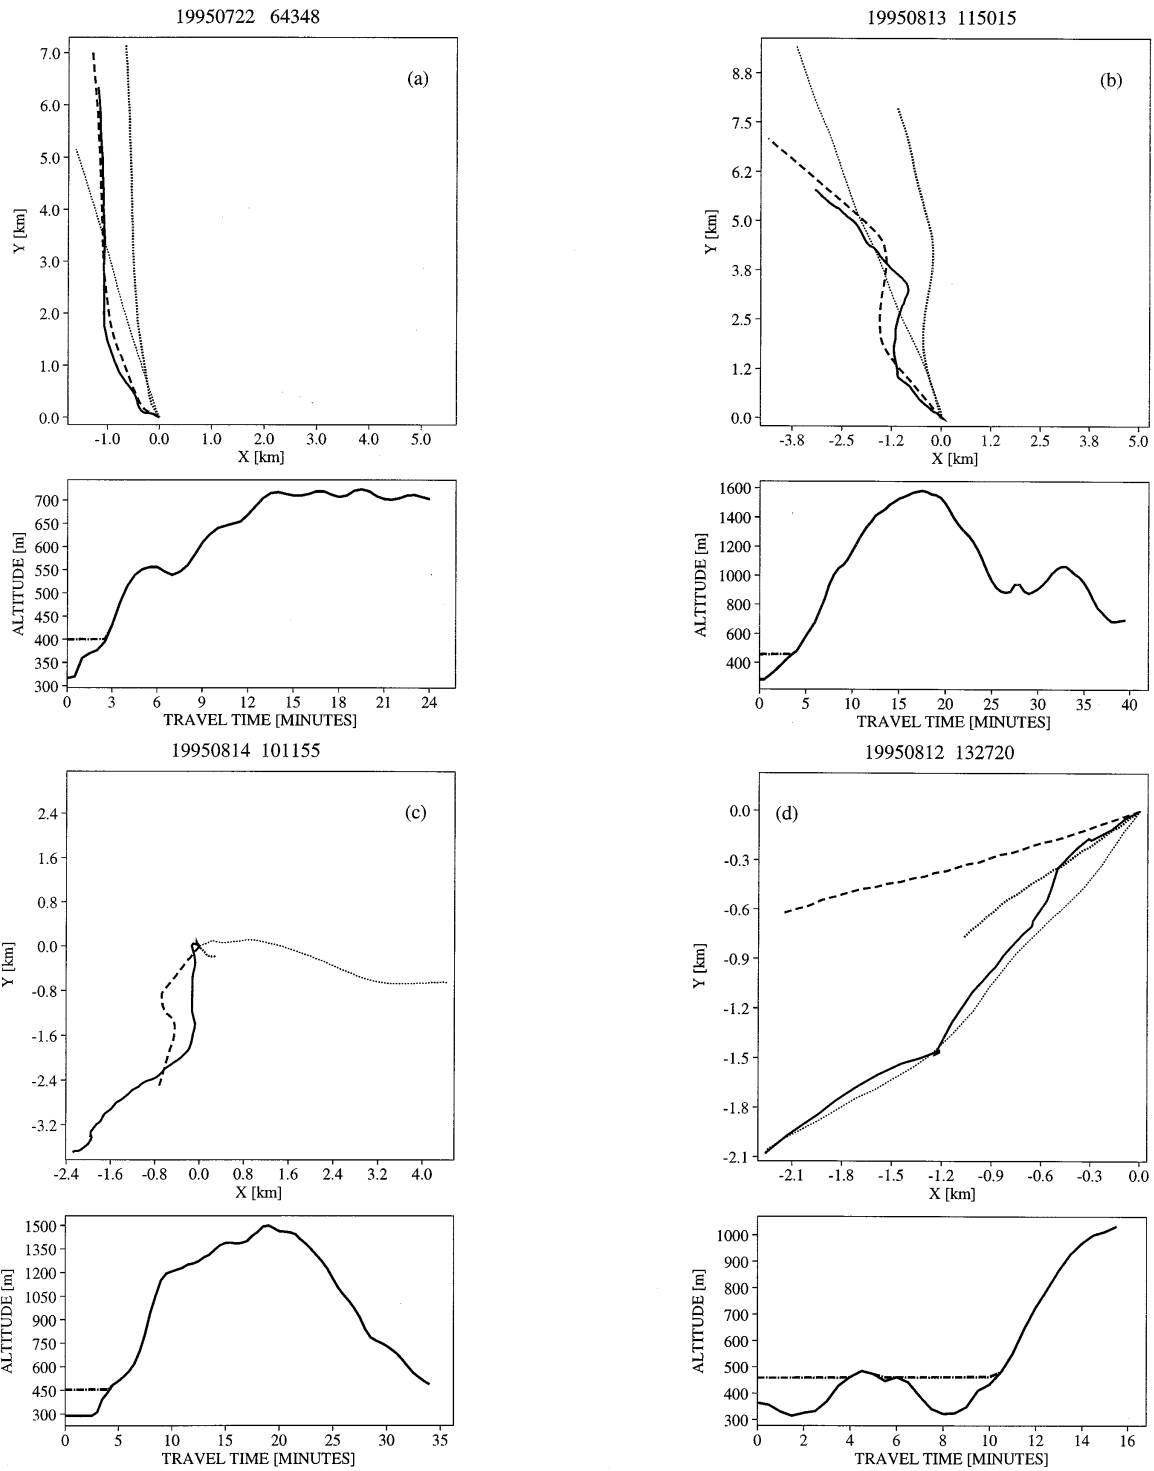 19950722 64348
(a)
7.0
6.0
5.0
4.0
3.0
2.0
1.0
0.0
Y [km]
-1.0 0.0 1.0 2.0 3.0 4.0 5.0
X [km]
700
650
600
550
500
450
400
350
300
ALTITUDE [m]
0 3 6 9 12 15 18 21 24
TRAVEL TIME [MINUTES]
19950813 115015
(b)
8.8
7.5
6.2
5.0
3.8
2.5
1.2
0.0
Y [km]
-3.8 -2.5 -1.2 0.0 1.2 2.5 3.8 5.0
X [km]
1600
1400
1200
1000
800
600
400
ALTITUDE [m]
0 5 10 15 20 25 30 35 40
TRAVEL TIME [MINUTES]
19950814 101155
(c)
2.4
1.6
0.8
0.0
-0.8
-1.6
-2.4
-3.2
Y [km]
-2.4 -1.6 -0.8 0.0 0.8 1.6 2.4 3.2 4.0
X [km]
1500
1350
1200
1050
900
750
600
450
300
ALTITUDE [m]
0 5 10 15 20 25 30 35
TRAVEL TIME [MINUTES]
19950812 132720
(d)
0.0
-0.3
-0.6
-0.9
-1.2
-1.5
-1.8
-2.1
Y [km]
-2.1 -1.8 -1.5 -1.2 -0.9 -0.6 -0.3 0.0
X [km]
1000
900
800
700
600
500
400
300
ALTITUDE [m]
0 2 4 6 8 10 12 14 16
TRAVEL TIME [MINUTES]